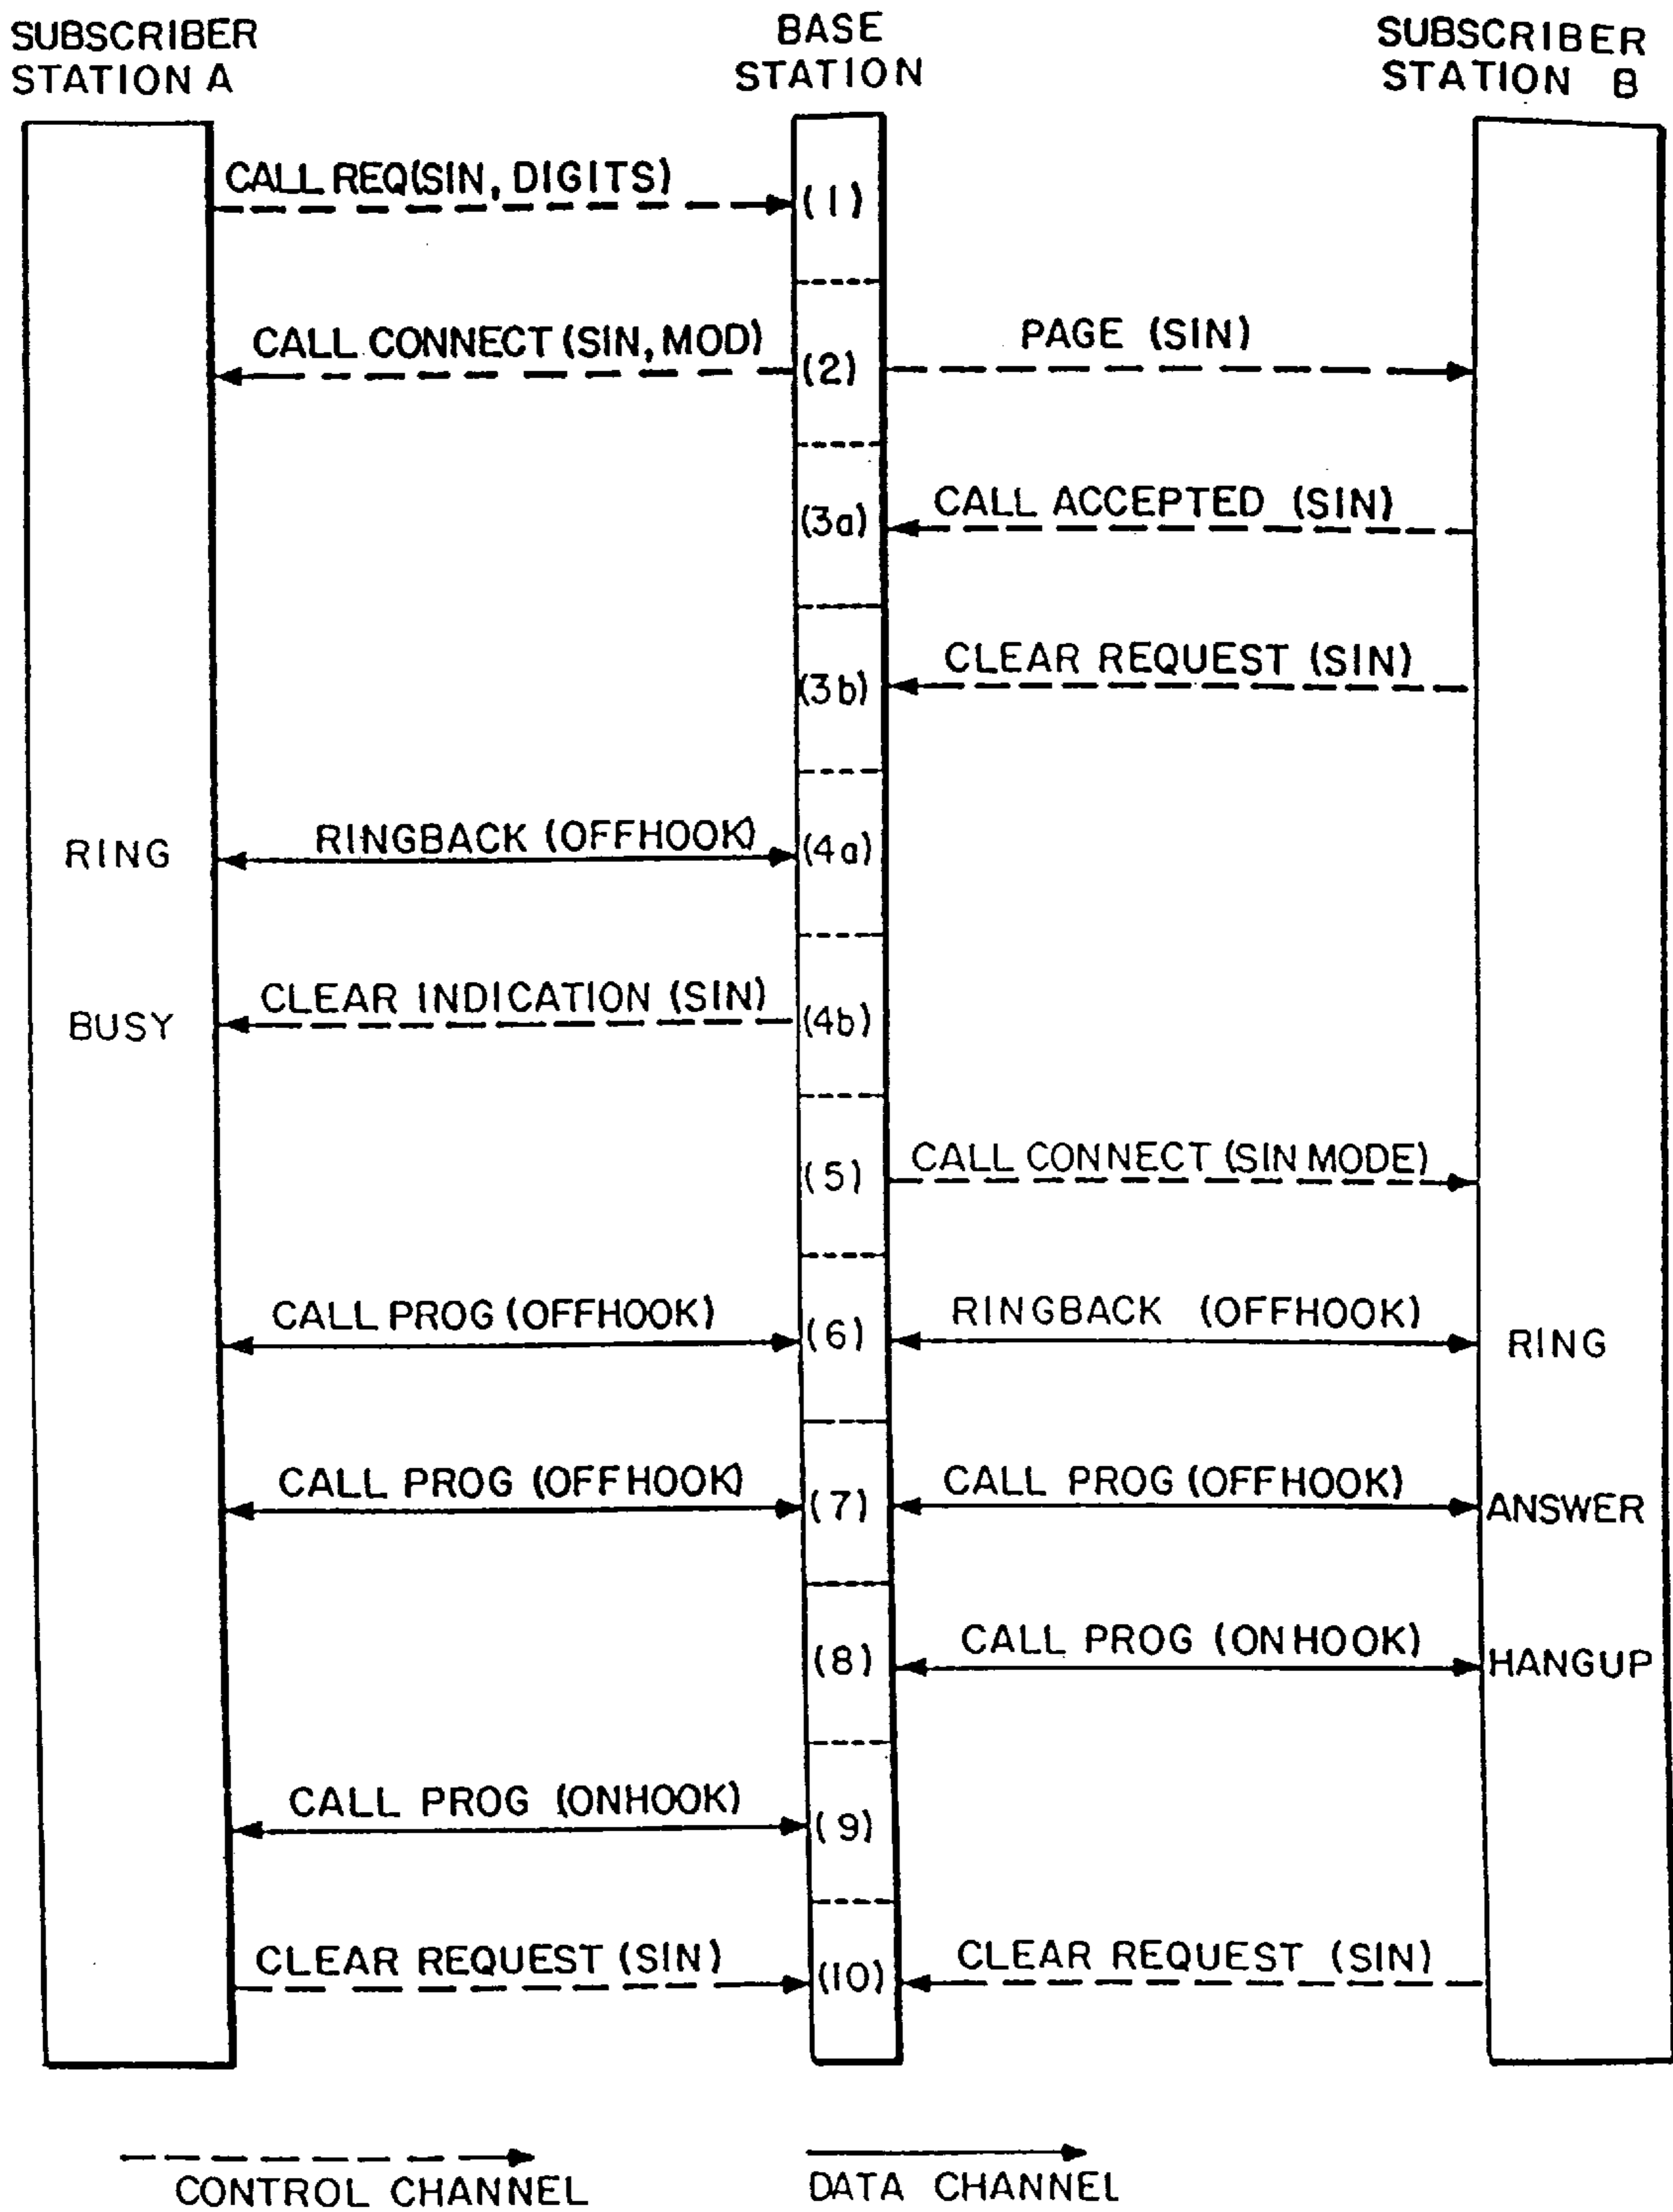 SUBSCRIBER
STATION A
BASE
STATION
SUBSCRIBER
STATION B
CALL REQ(SIN, DIGITS)
(1)
CALL CONNECT (SIN, MOD)
(2)
PAGE (SIN)
(3a)
CALL ACCEPTED (SIN)
(3b)
CLEAR REQUEST (SIN)
RING
RINGBACK (OFFHOOK)
(4a)
BUSY
CLEAR INDICATION (SIN)
(4b)
(5)
CALL CONNECT (SIN MODE)
CALL PROG (OFFHOOK)
(6)
RINGBACK (OFFHOOK)
RING
CALL PROG (OFFHOOK)
(7)
CALL PROG (OFFHOOK)
ANSWER
(8)
CALL PROG (ONHOOK)
HANGUP
CALL PROG (ONHOOK)
(9)
CLEAR REQUEST (SIN)
(10)
CLEAR REQUEST (SIN)
CONTROL CHANNEL
DATA CHANNEL